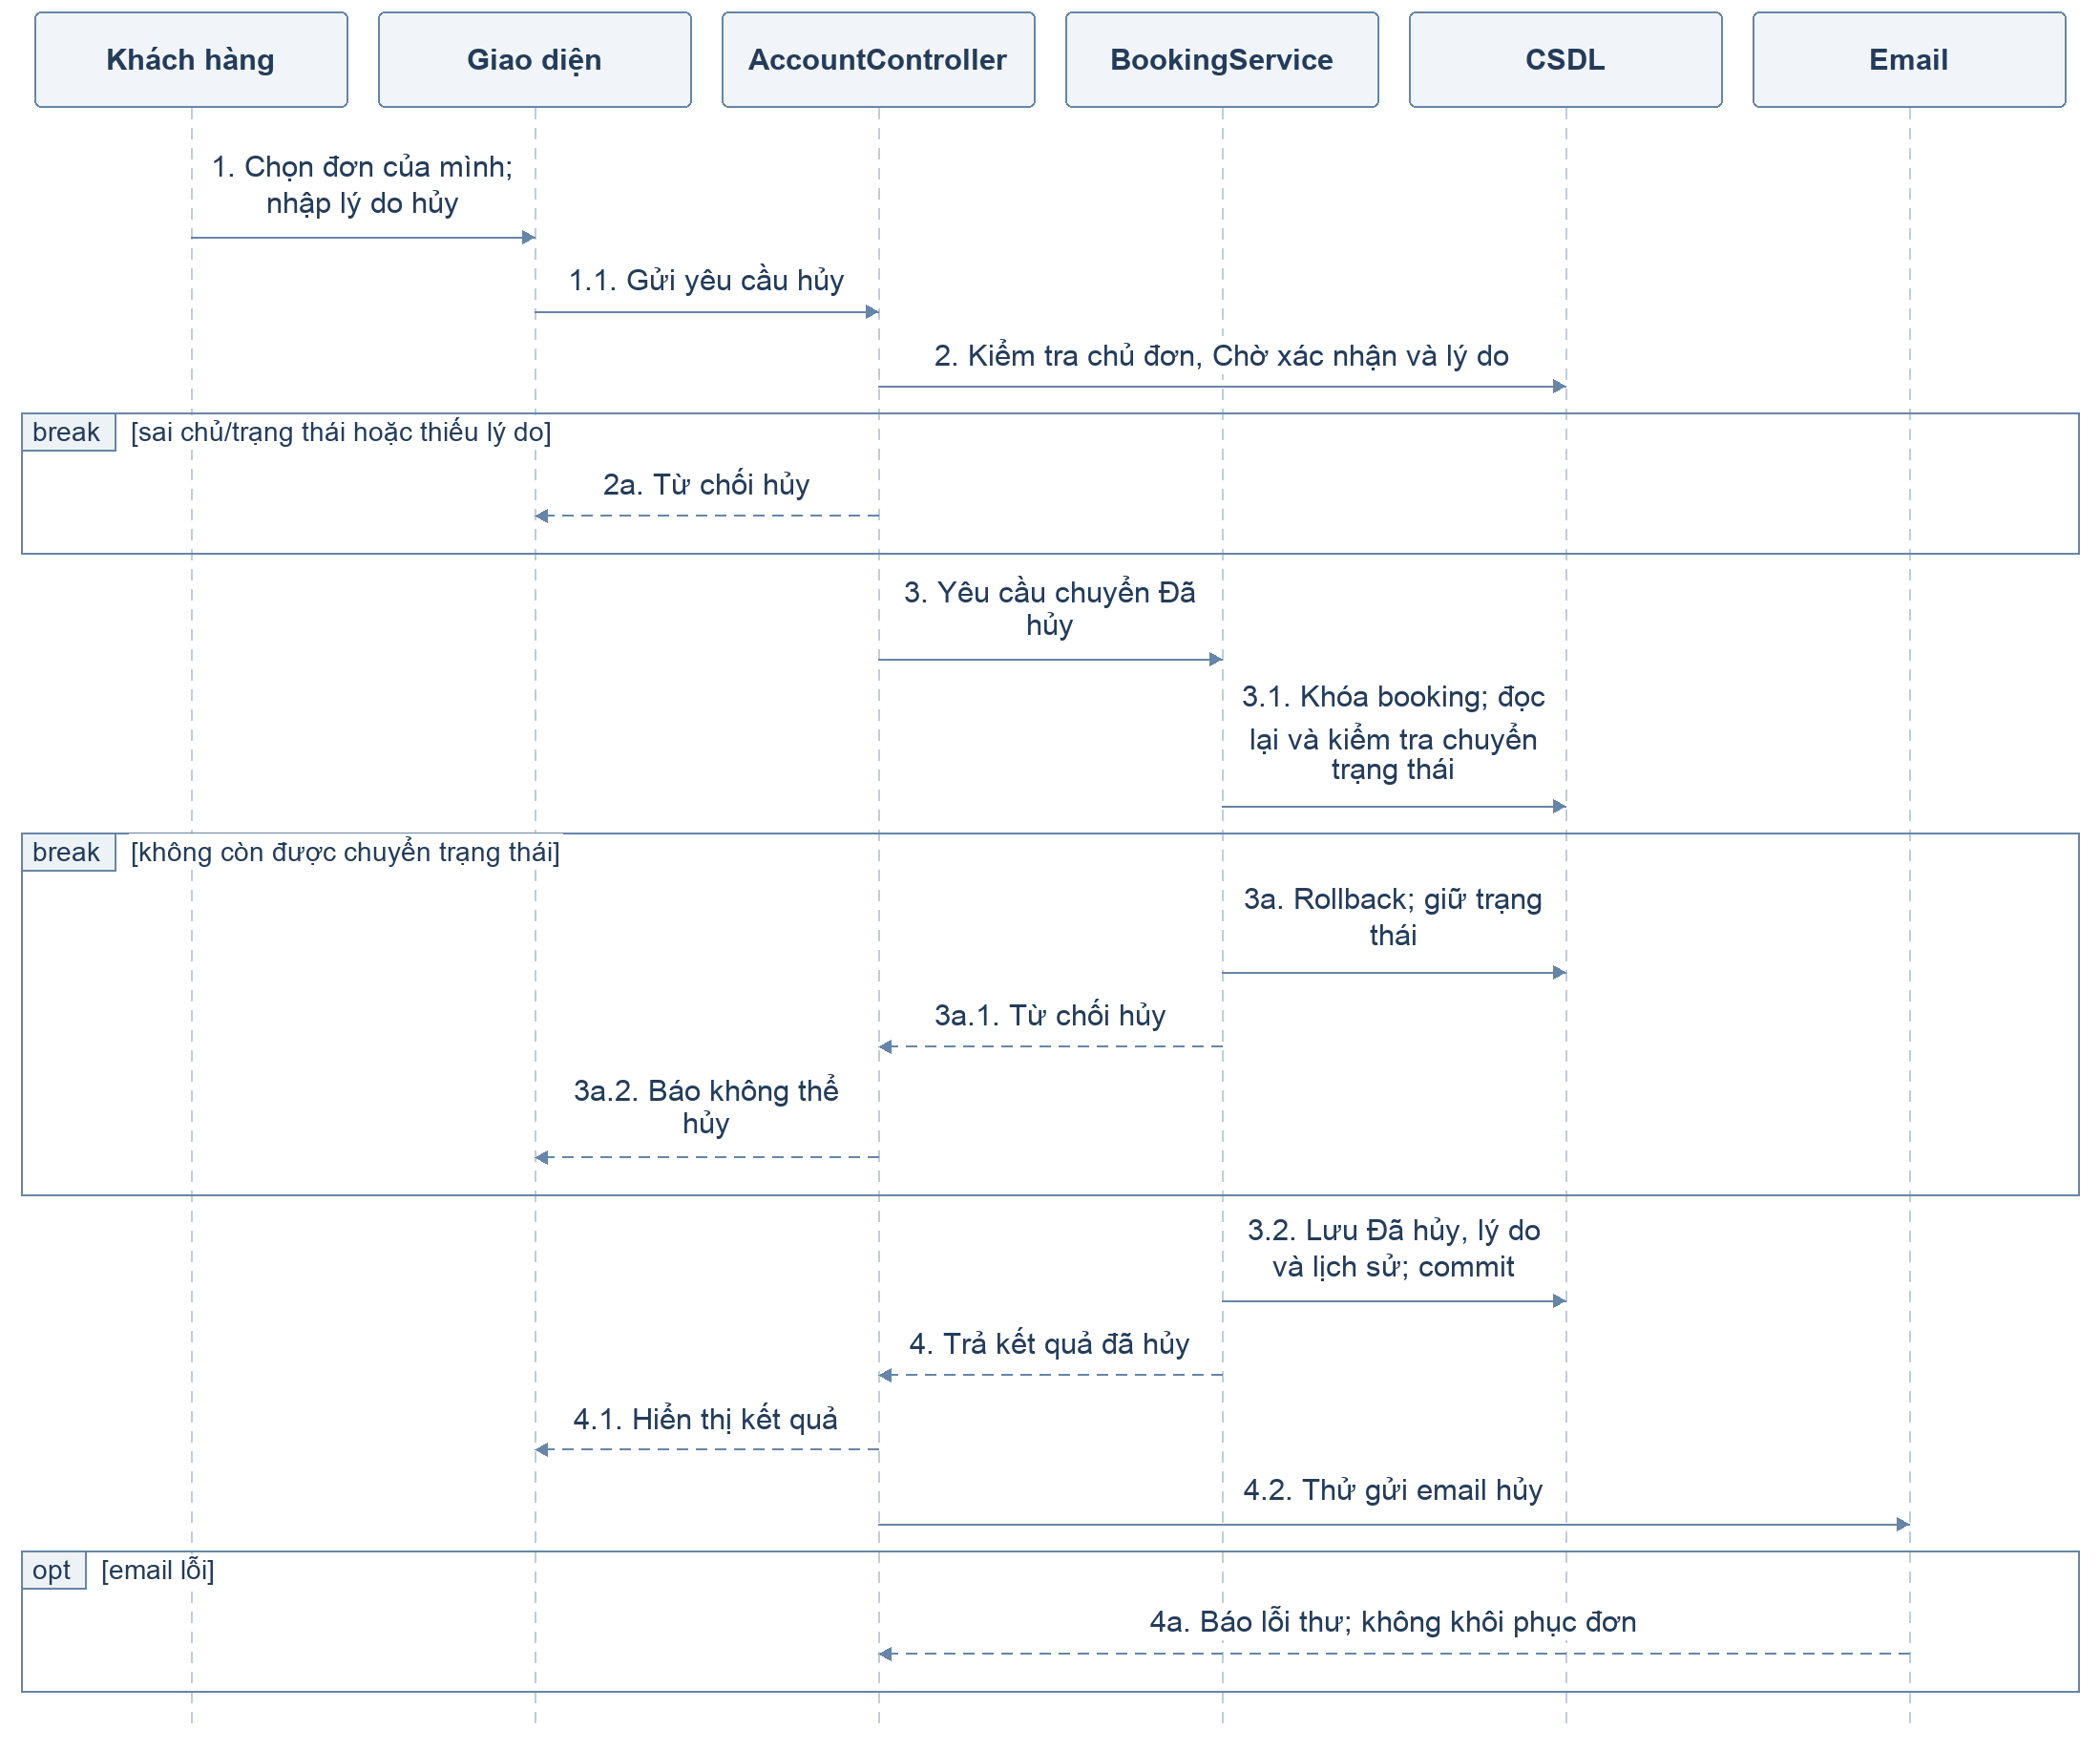 Khách hàng
Giao diện
AccountController
BookingService
CSDL
Email
1. Chọn đơn của mình;
nhập lý do hủy
1.1. Gửi yêu cầu hủy
2. Kiểm tra chủ đơn, Chờ xác nhận và lý do
break [sai chủ/trạng thái hoặc thiếu lý do]
2a. Từ chối hủy
3. Yêu cầu chuyển Đã
hủy
3.1. Khóa booking; đọc
lại và kiểm tra chuyển
trạng thái
break [không còn được chuyển trạng thái]
3a. Rollback; giữ trạng
thái
3a.1. Từ chối hủy
3a.2. Báo không thể
hủy
3.2. Lưu Đã hủy, lý do
và lịch sử; commit
4. Trả kết quả đã hủy
4.1. Hiển thị kết quả
4.2. Thử gửi email hủy
opt [email lỗi]
4a. Báo lỗi thư; không khôi phục đơn